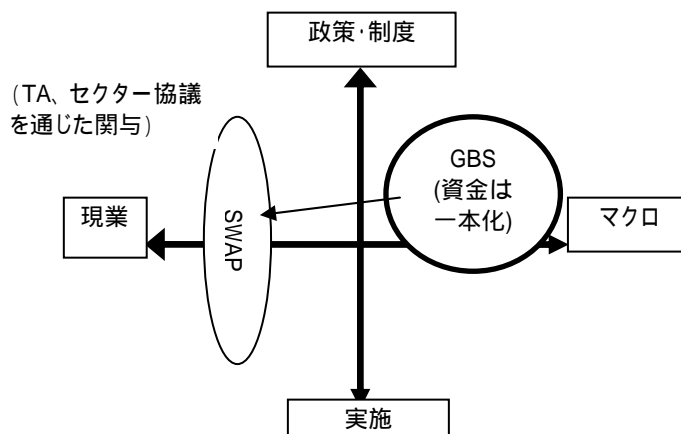 政策・制度
(TA、セクター協議
を通じた関与)
GBS
(資金は
一本化)
現業
SWAP
マクロ
実施